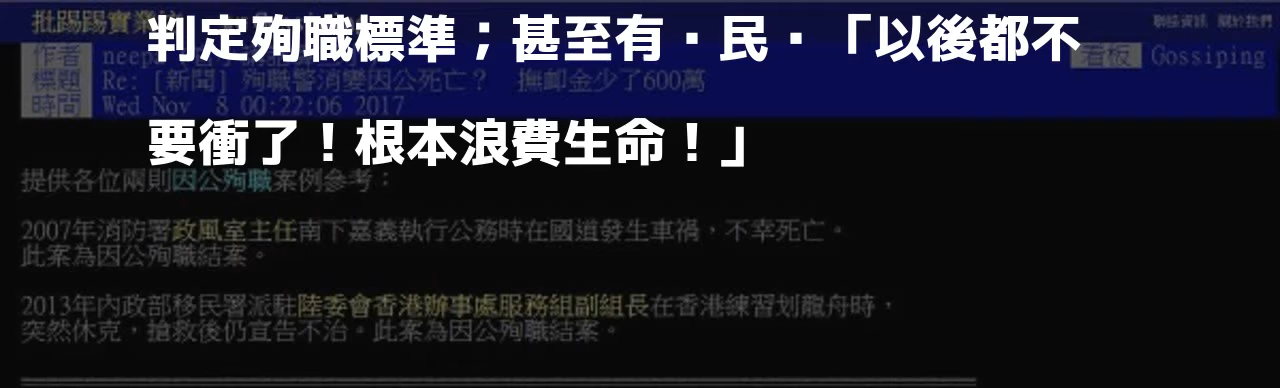 批踢踢實業
聯絡資訊 關於我們
判定殉職標準；甚至有·民·「以後都不
要衝了！根本浪費生命！」
作者 neep
看板 Gossiping
標題 Re: [新聞] 殉職警消變因公死亡？ 撫卹金少了600萬
時間 Wed Nov 8 00:22:06 2017
提供各位兩則因公殉職案例參考：
2007年消防署政風室主任南下嘉義執行公務時在國道發生車禍，不幸死亡。
此案為因公殉職結案。
2013年內政部移民署派駐陸委會香港辦事處服務組副組長在香港練習划龍舟時，
突然休克，搶救後仍宣告不治。此案為因公殉職結案。